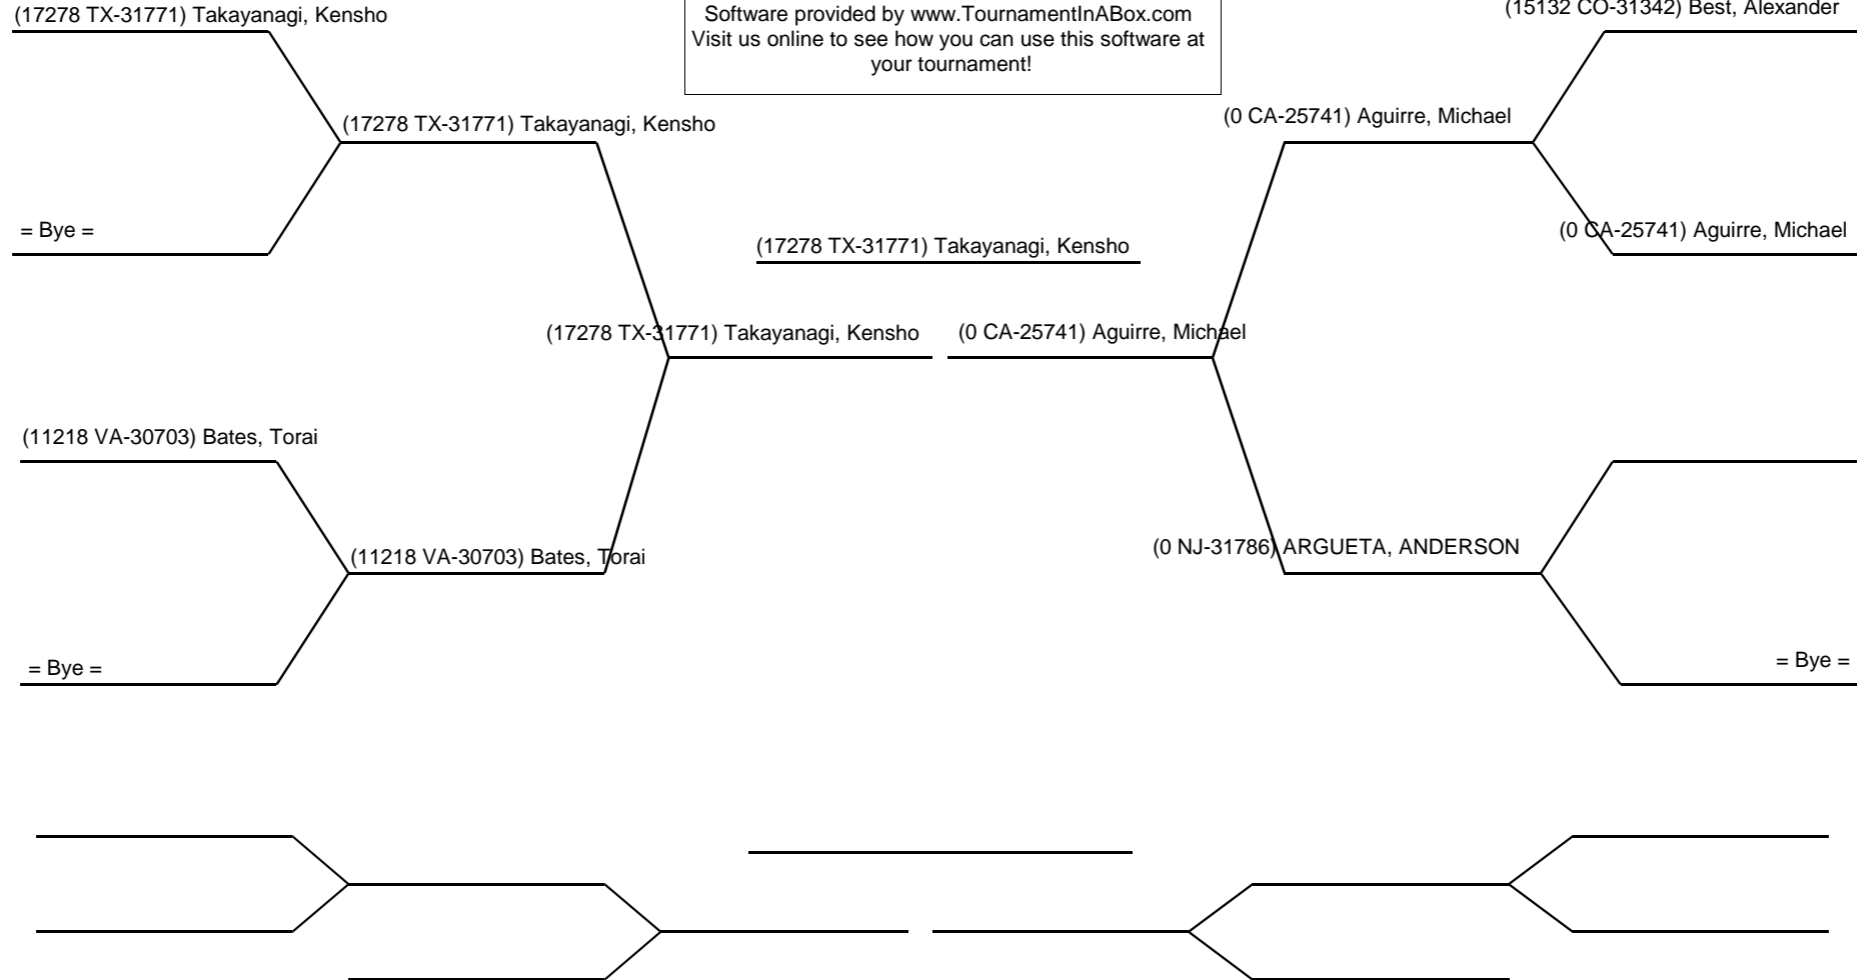 (17278 TX-31771) Takayanagi, Kensho
Software provided by www.TournamentInABox.com
Visit us online to see how you can use this software at
your tournament!
(15132 CO-31342) Best, Alexander
(17278 TX-31771) Takayanagi, Kensho
(0 CA-25741) Aguirre, Michael
= Bye =
(0 CA-25741) Aguirre, Michael
(17278 TX-31771) Takayanagi, Kensho
(17278 TX-31771) Takayanagi, Kensho
(0 CA-25741) Aguirre, Michael
(11218 VA-30703) Bates, Torai
(11218 VA-30703) Bates, Torai
(0 NJ-31786) ARGUETA, ANDERSON
= Bye =
= Bye =